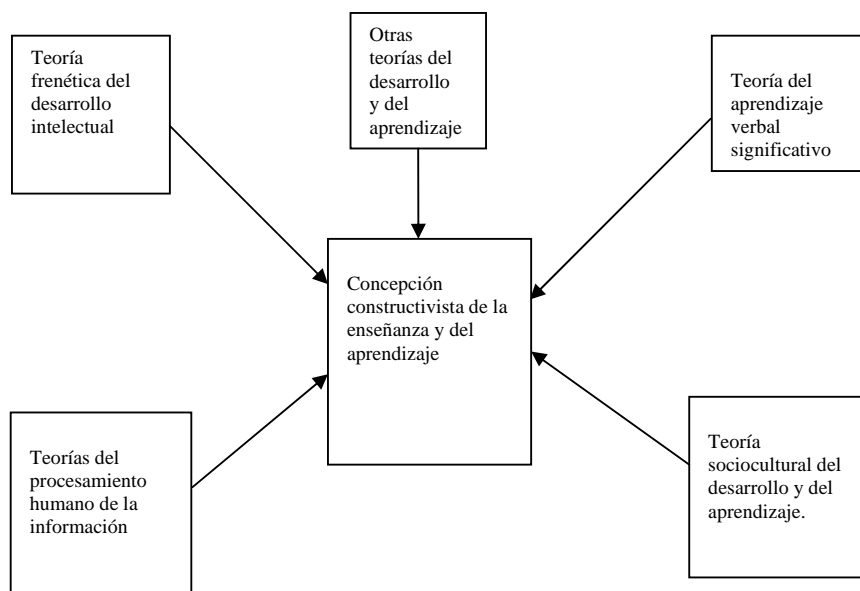 Teoría
frenética del
desarrollo
intelectual
Otras
teorías del
desarrollo
y del
aprendizaje
Teoría del
aprendizaje
verbal
significativo
Concepción
constructivista de la
enseñanza y del
aprendizaje
Teorías del
procesamiento
humano de la
información
Teoría
sociocultural del
desarrollo y del
aprendizaje.